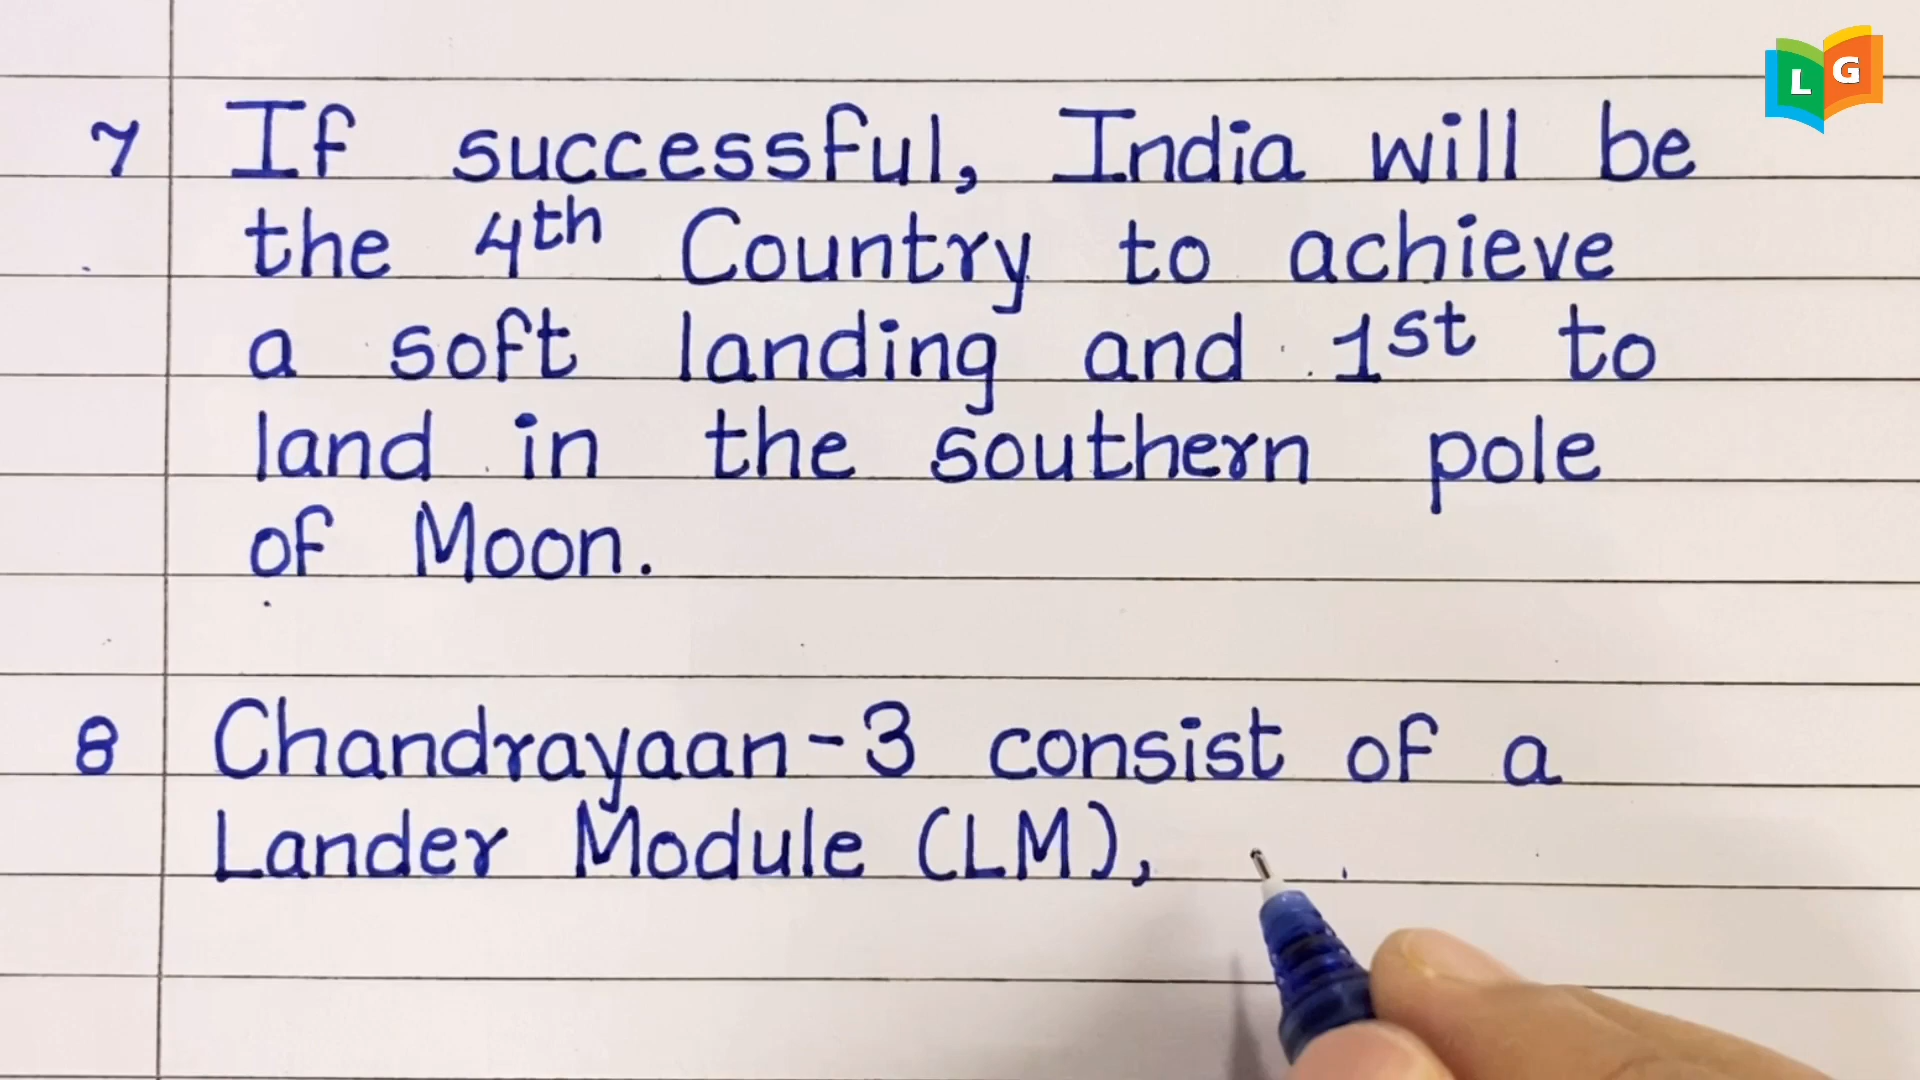 L G
7 If successful, India will be
the 4th Country to achieve
a soft landing and 1st to
land in the southern pole
of Moon.
8 Chandrayaan-3 consist of a
Lander Module (LM),